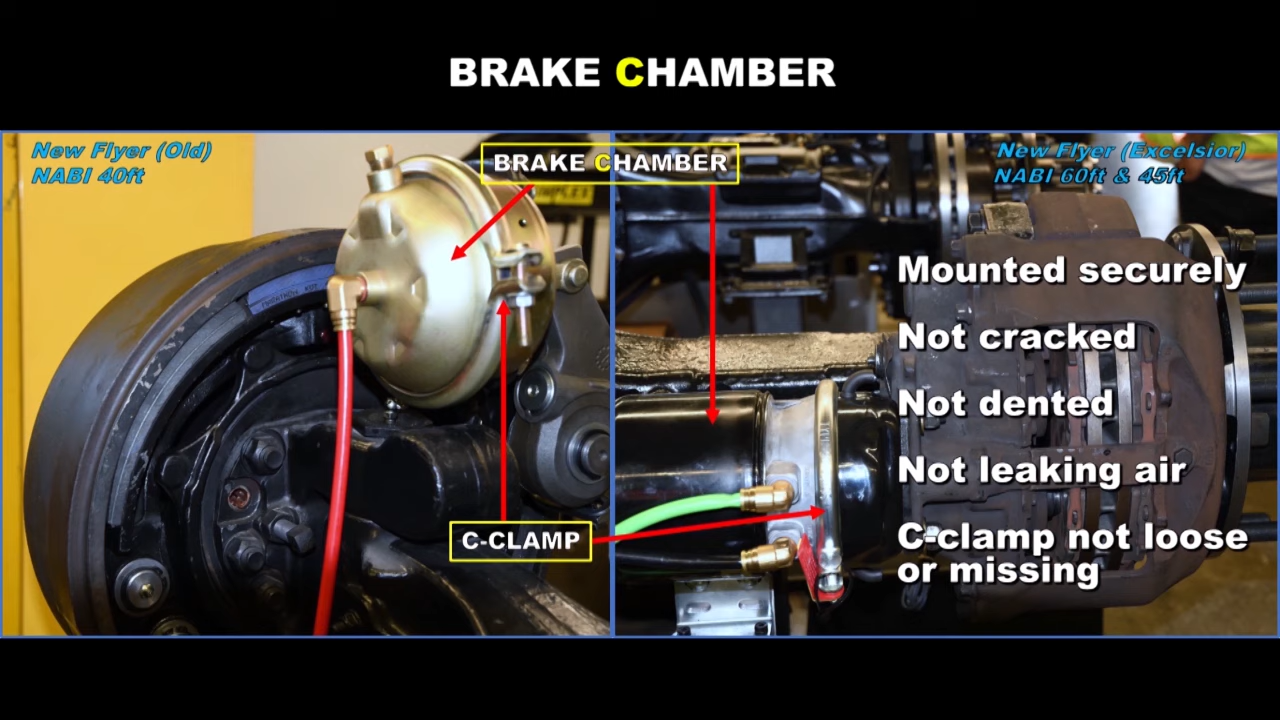 BRAKE CHAMBER
New Flyer (Old)
NABI 40ft
BRAKE CHAMBER
New Flyer (Excelsior)
NABI 60ft & 45ft
Mounted securely
Not cracked
Not dented
Not leaking air
C-clamp not loose
or missing
C-CLAMP